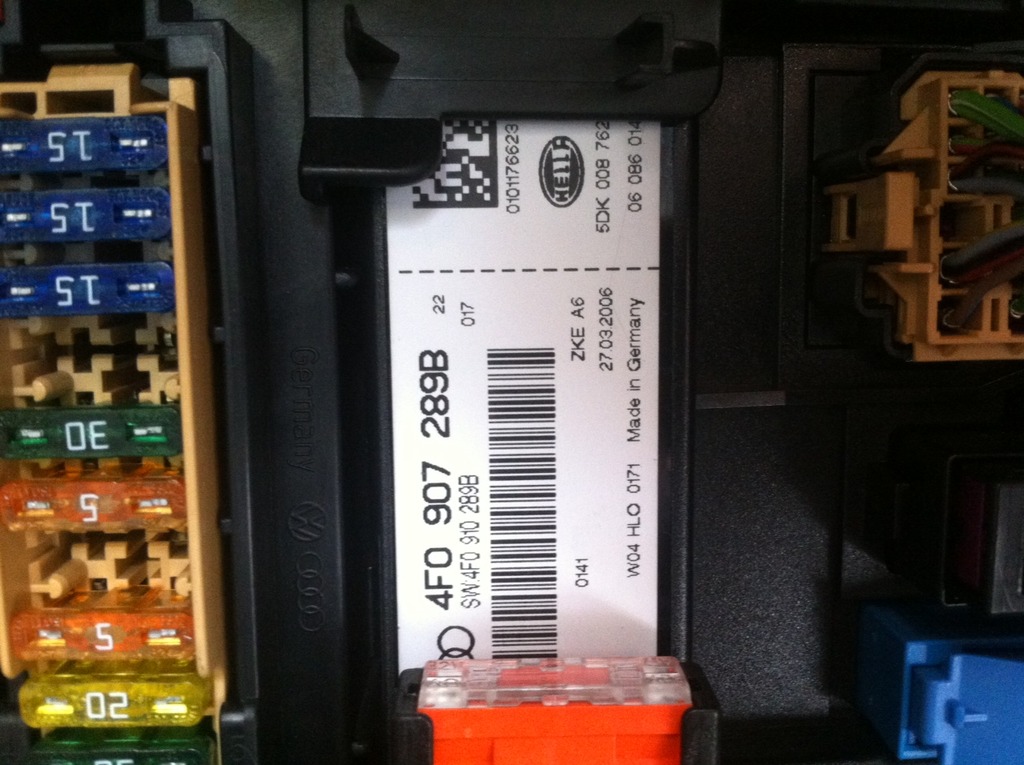 15
15
15
30
5
5
20
0101176623
HELLA
5DK 008 762
06 086 014
22
017
4F0 907 289B
SW:4F0 910 289B
ZKE A6
27.03.2006
0141
W04 HLO 0171 Made in Germany
Germany